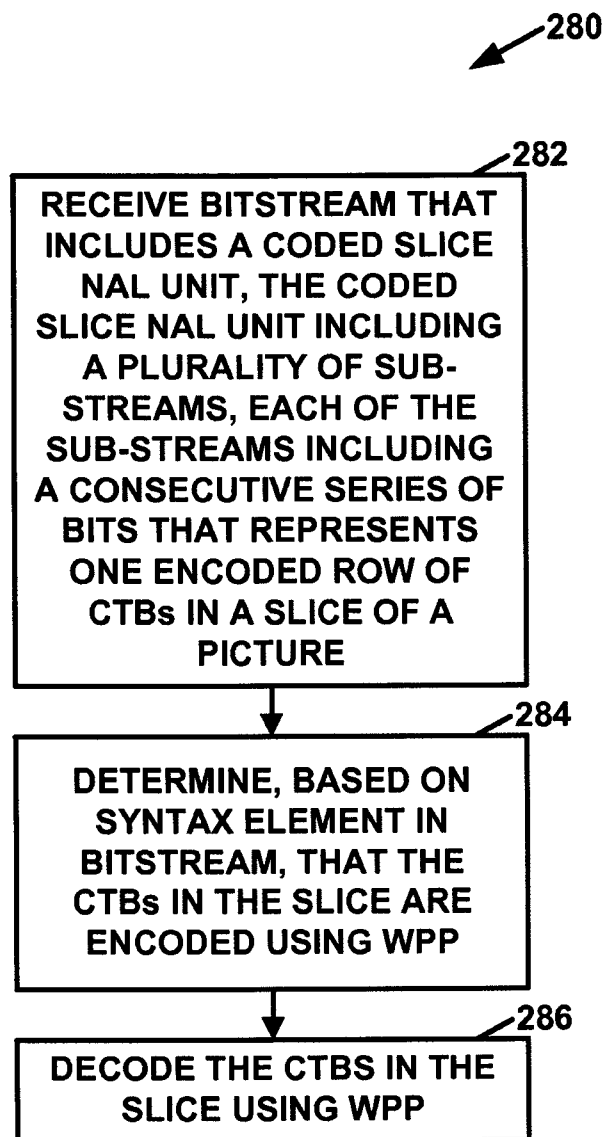 280
282
RECEIVE BITSTREAM THAT
INCLUDES A CODED SLICE
NAL UNIT, THE CODED
SLICE NAL UNIT INCLUDING
A PLURALITY OF SUB-
STREAMS, EACH OF THE
SUB-STREAMS INCLUDING
A CONSECUTIVE SERIES OF
BITS THAT REPRESENTS
ONE ENCODED ROW OF
CTBs IN A SLICE OF A
PICTURE
284
DETERMINE, BASED ON
SYNTAX ELEMENT IN
BITSTREAM, THAT THE
CTBs IN THE SLICE ARE
ENCODED USING WPP
286
DECODE THE CTBS IN THE
SLICE USING WPP